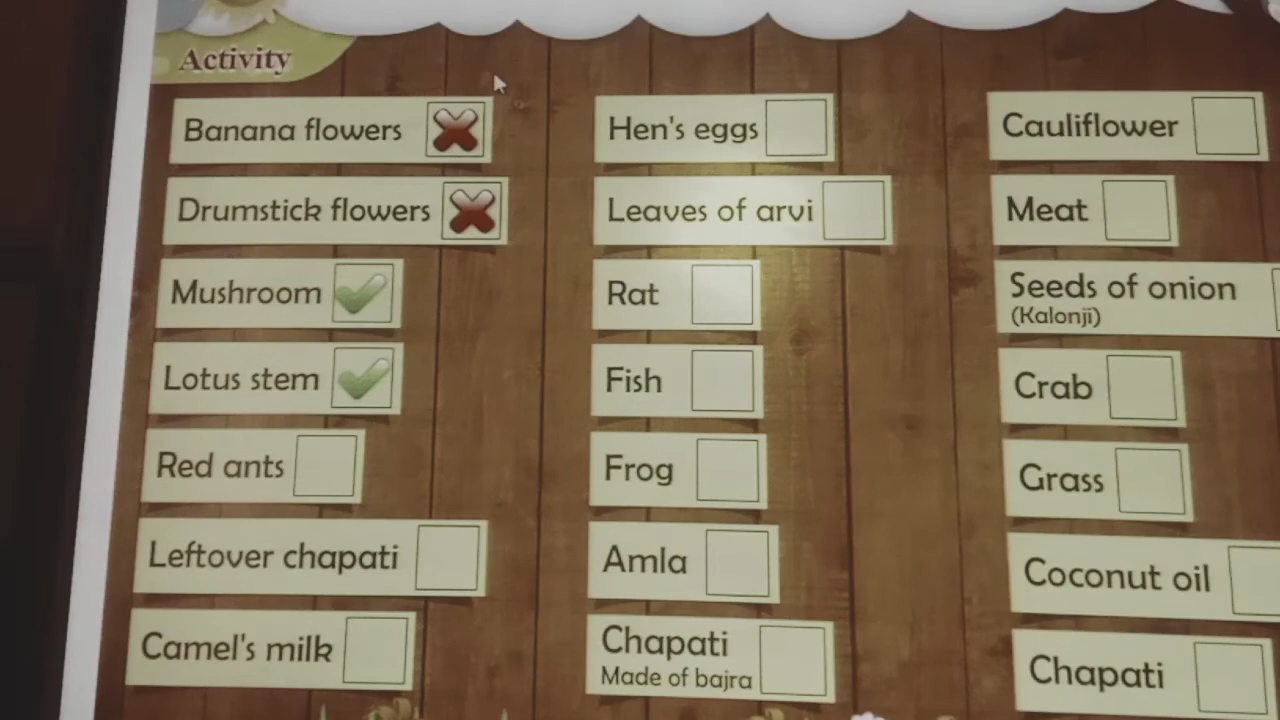 Activity
Banana flowers
Drumstick flowers
Mushroom
Lotus stem
Red ants
Leftover chapati
Camel's milk
Hen's eggs
Leaves of arvi
Rat
Fish
Frog
Amla
Chapati
Made of bajra
Cauliflower
Meat
Seeds of onion
(Kalonji)
Crab
Grass
Coconut oil
Chapati